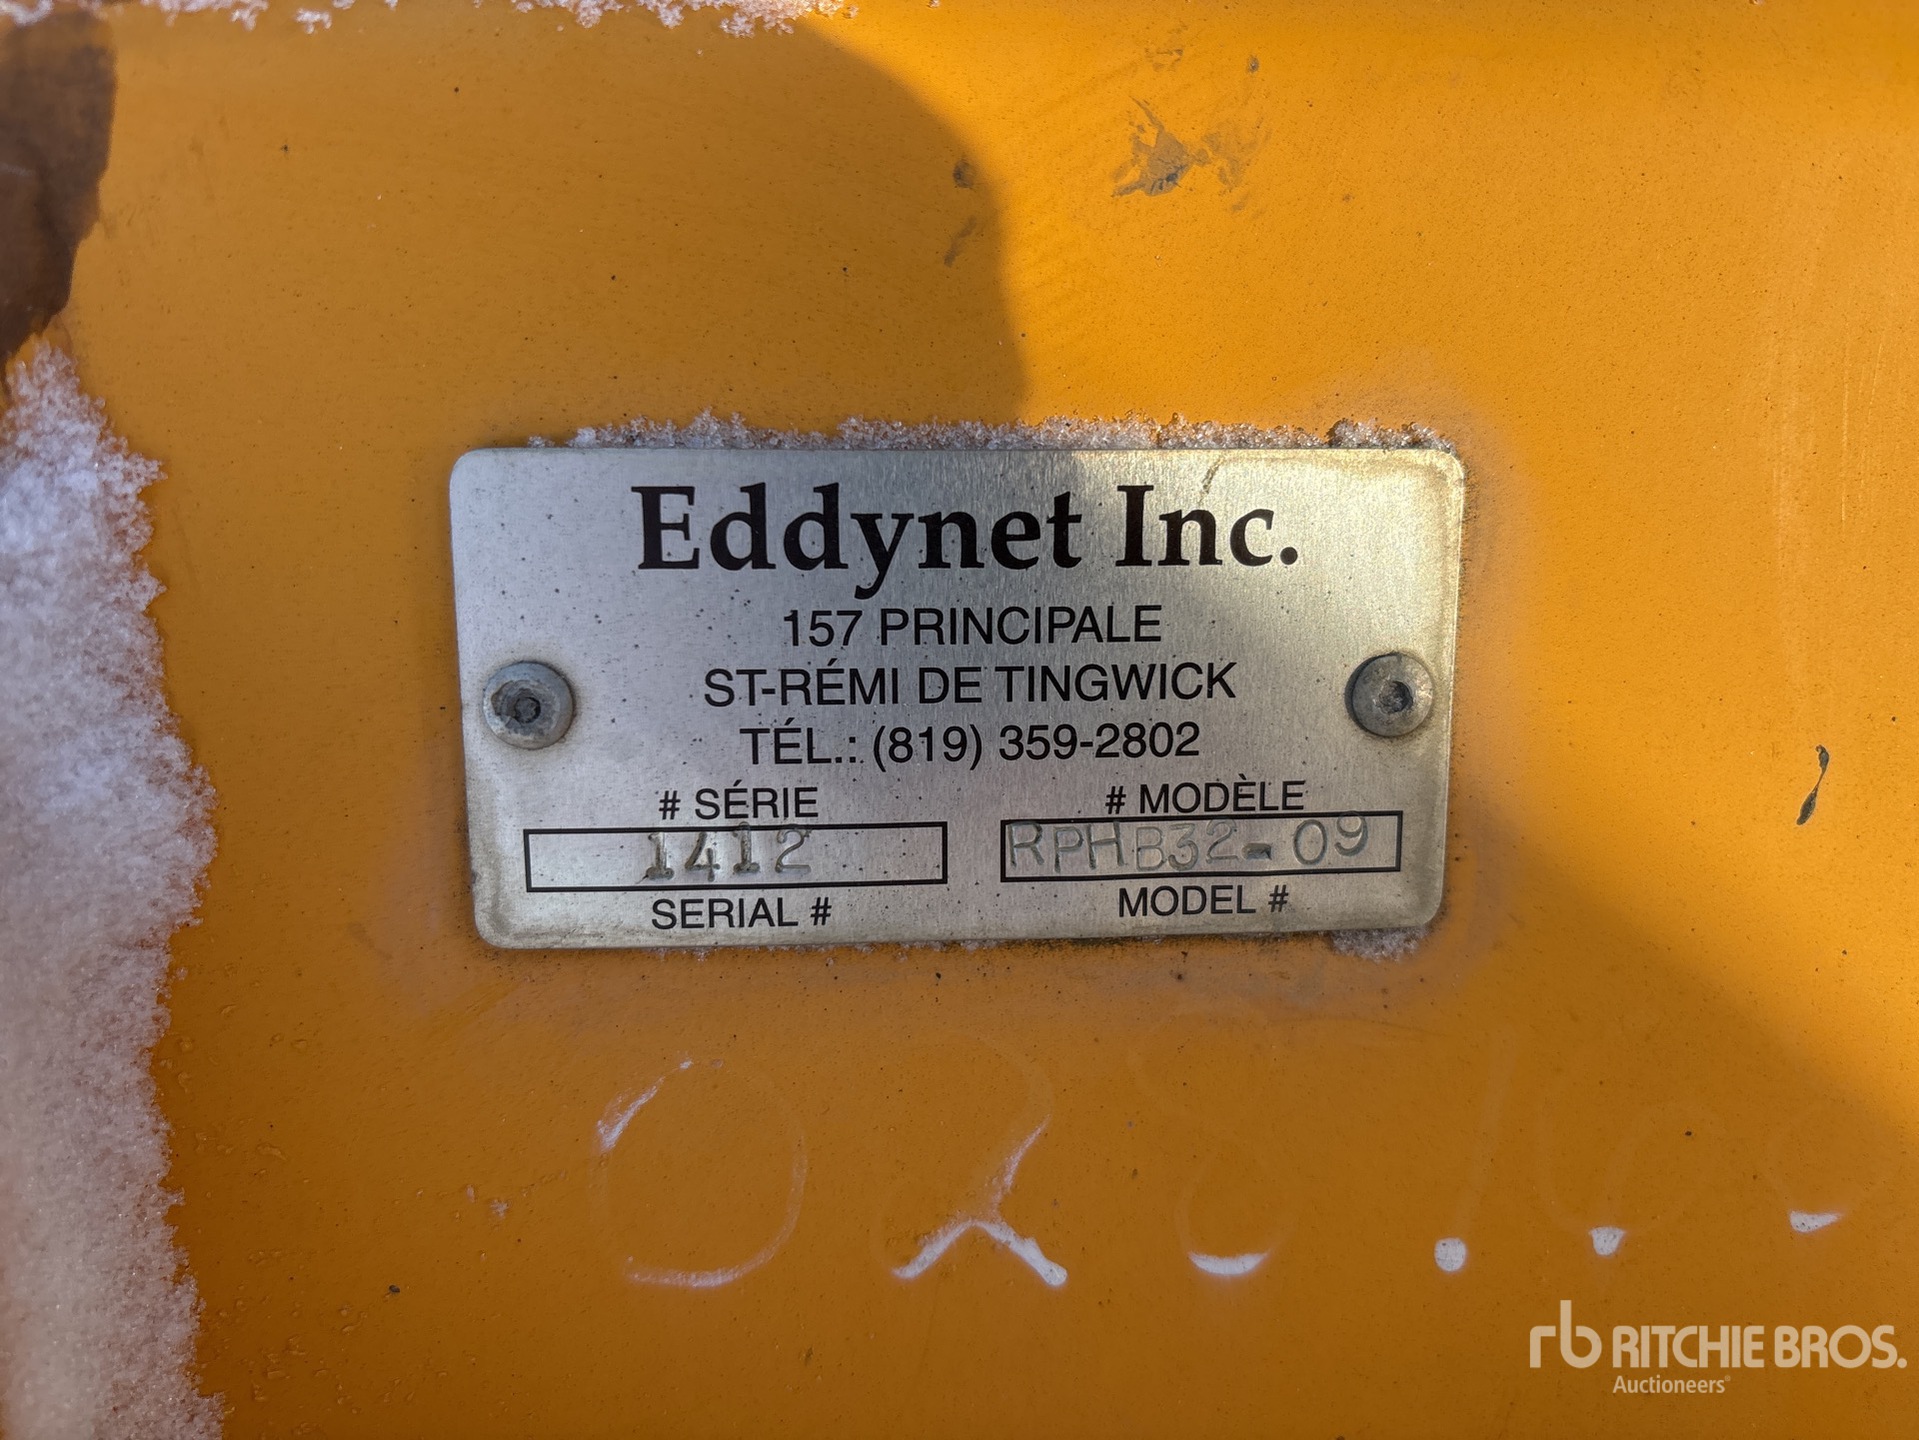 Eddynet Inc.
157 PRINCIPALE
ST-RÉMI DE TINGWICK
TÉL.: (819) 359-2802
# SÉRIE # MODÈLE
1412 RPHB32-09
SERIAL # MODEL #
rb RITCHIE BROS.
Auctioneers®